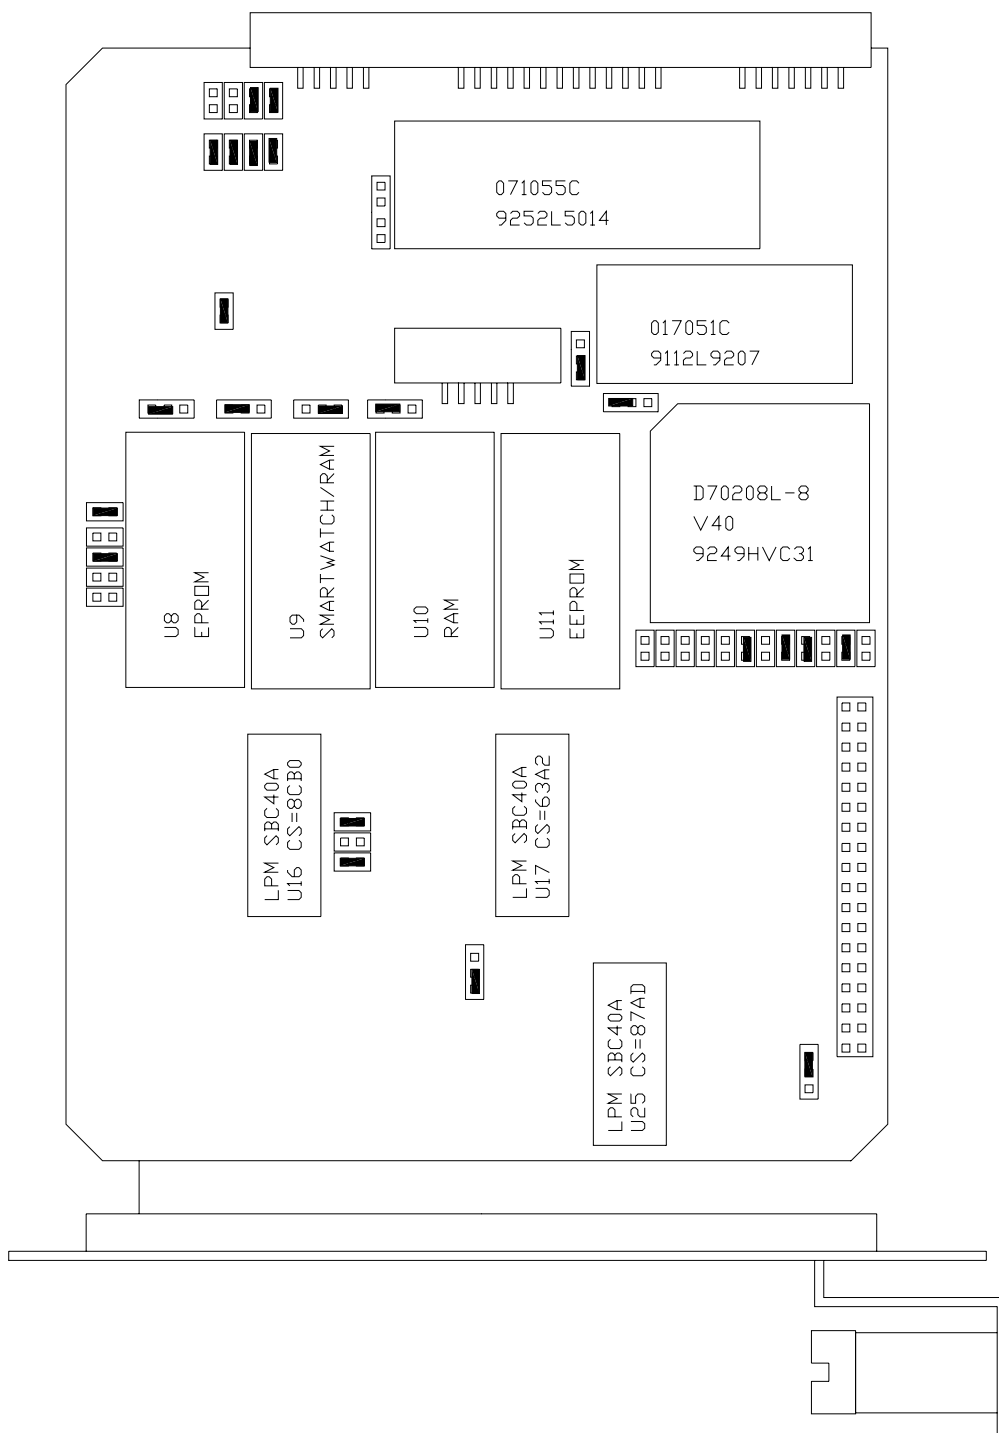 071055C
9252L5014
017051C
9112L9207
D70208L-8
V40
9249HVC31
U8
EPROM
U9
SMARTWATCH/RAM
U10
RAM
U11
EEPROM
LPM SBC40A
U16 CS=8CB0
LPM SBC40A
U17 CS=63A2
LPM SBC40A
U25 CS=87AD